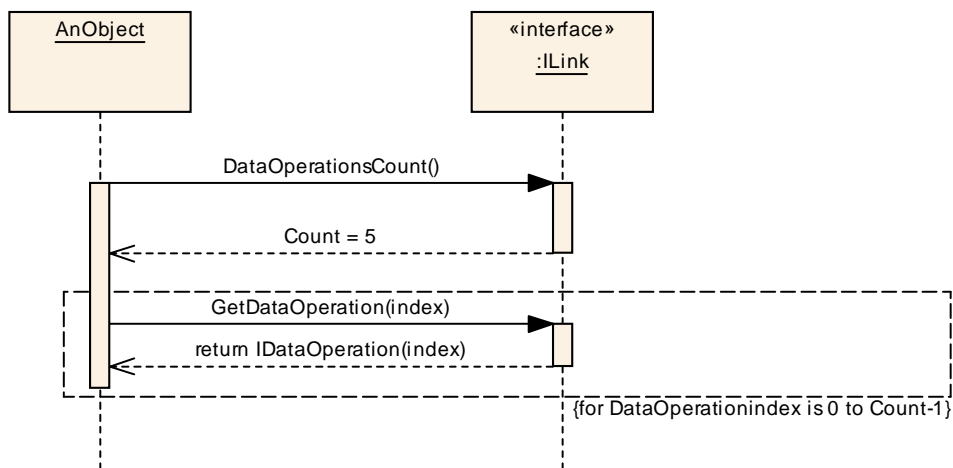 AnObject
«interface»
:ILink
DataOperationsCount()
Count = 5
GetDataOperation(index)
return IDataOperation(index)
{for DataOperationindex is 0 to Count-1}